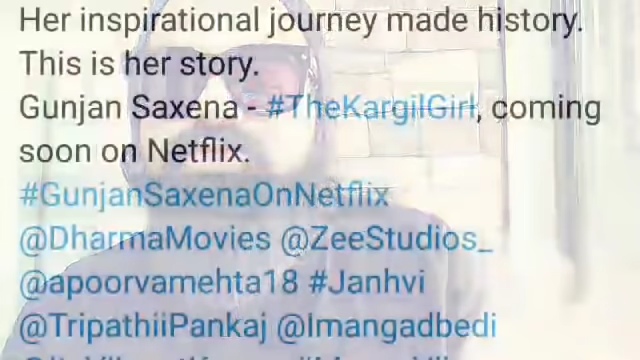 Her inspirational journey made history.
This is her story.
Gunjan Saxena - #TheKargilGirl, coming
soon on Netflix.
#GunjanSaxenaOnNetflix
@DharmaMovies @ZeeStudios_
@apoorvamehta18 #Janhvi
@TripathiiPankaj @Imangadbedi